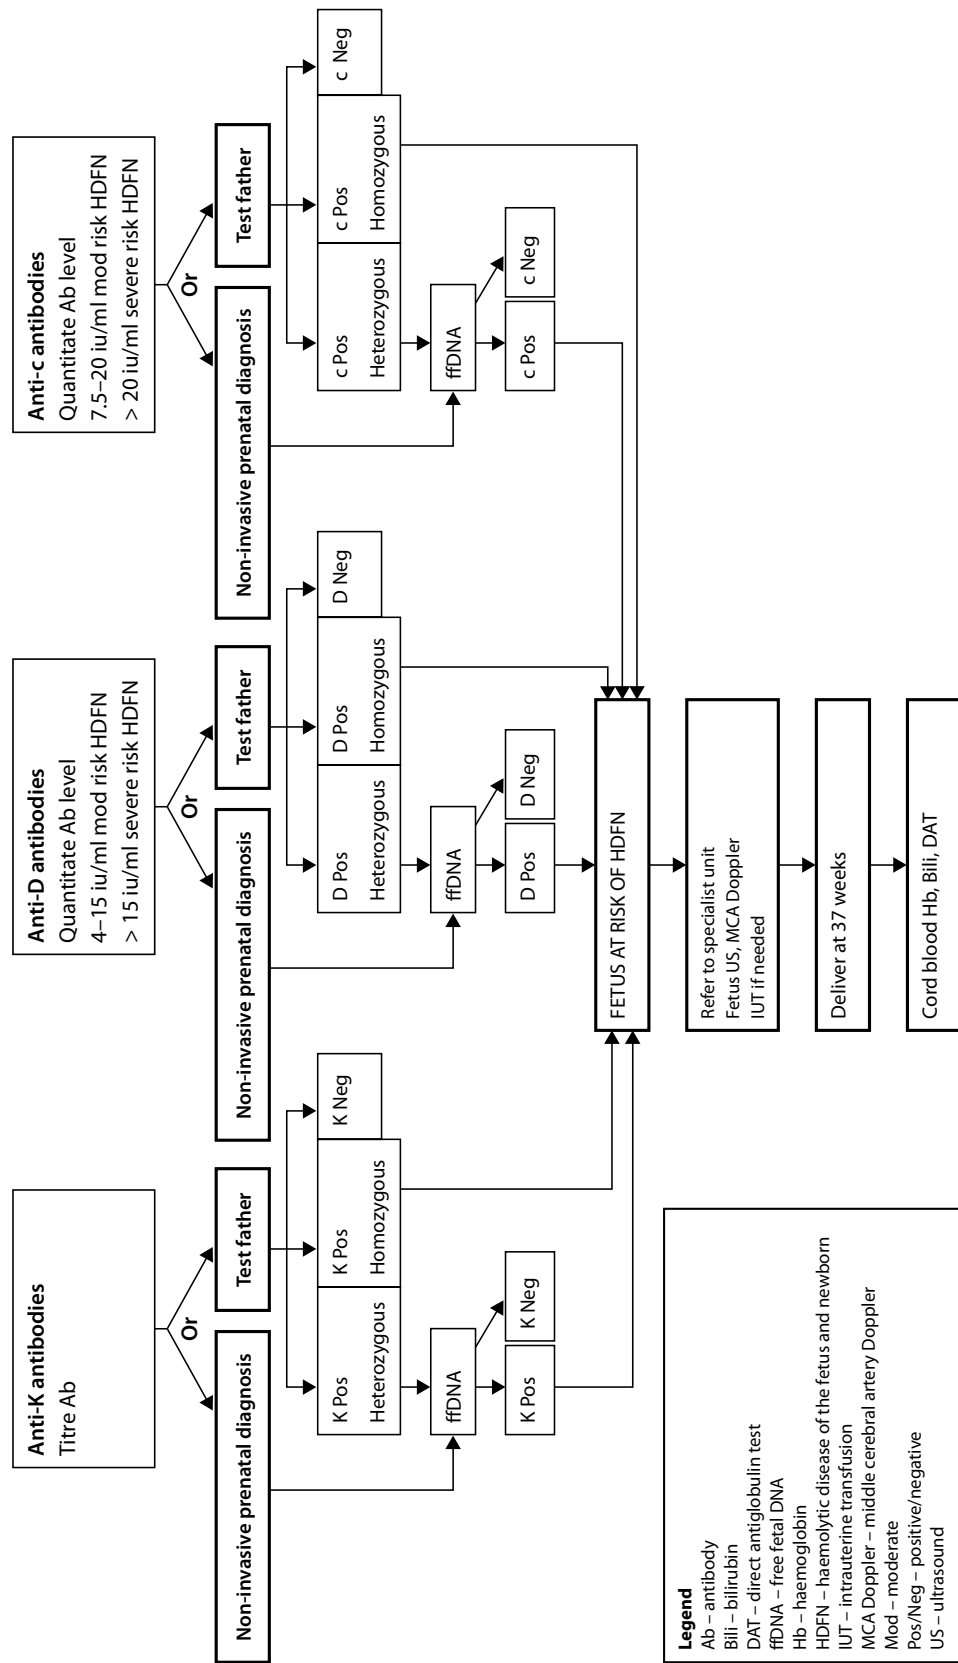 Anti-K antibodies
Titre Ab
Or
Non-invasive prenatal diagnosis
Test father
K Pos
Heterozygous
K Pos
Homozygous
K Neg
ffDNA
K Pos
K Neg
Anti-D antibodies
Quantitate Ab level
4–15 iu/ml mod risk HDFN
> 15 iu/ml severe risk HDFN
Or
Non-invasive prenatal diagnosis
Test father
D Pos
Heterozygous
D Pos
Homozygous
D Neg
ffDNA
D Pos
D Neg
Anti-c antibodies
Quantitate Ab level
7.5–20 iu/ml mod risk HDFN
> 20 iu/ml severe risk HDFN
Or
Non-invasive prenatal diagnosis
Test father
c Pos
Heterozygous
c Pos
Homozygous
c Neg
ffDNA
c Pos
c Neg
FETUS AT RISK OF HDFN
Refer to specialist unit
Fetus US, MCA Doppler
IUT if needed
Deliver at 37 weeks
Cord blood Hb, Bili, DAT
Legend
Ab – antibody
Bili – bilirubin
DAT – direct antiglobulin test
ffDNA – free fetal DNA
Hb – haemoglobin
HDFN – haemolytic disease of the fetus and newborn
IUT – intrauterine transfusion
MCA Doppler – middle cerebral artery Doppler
Mod – moderate
Pos/Neg – positive/negative
US – ultrasound